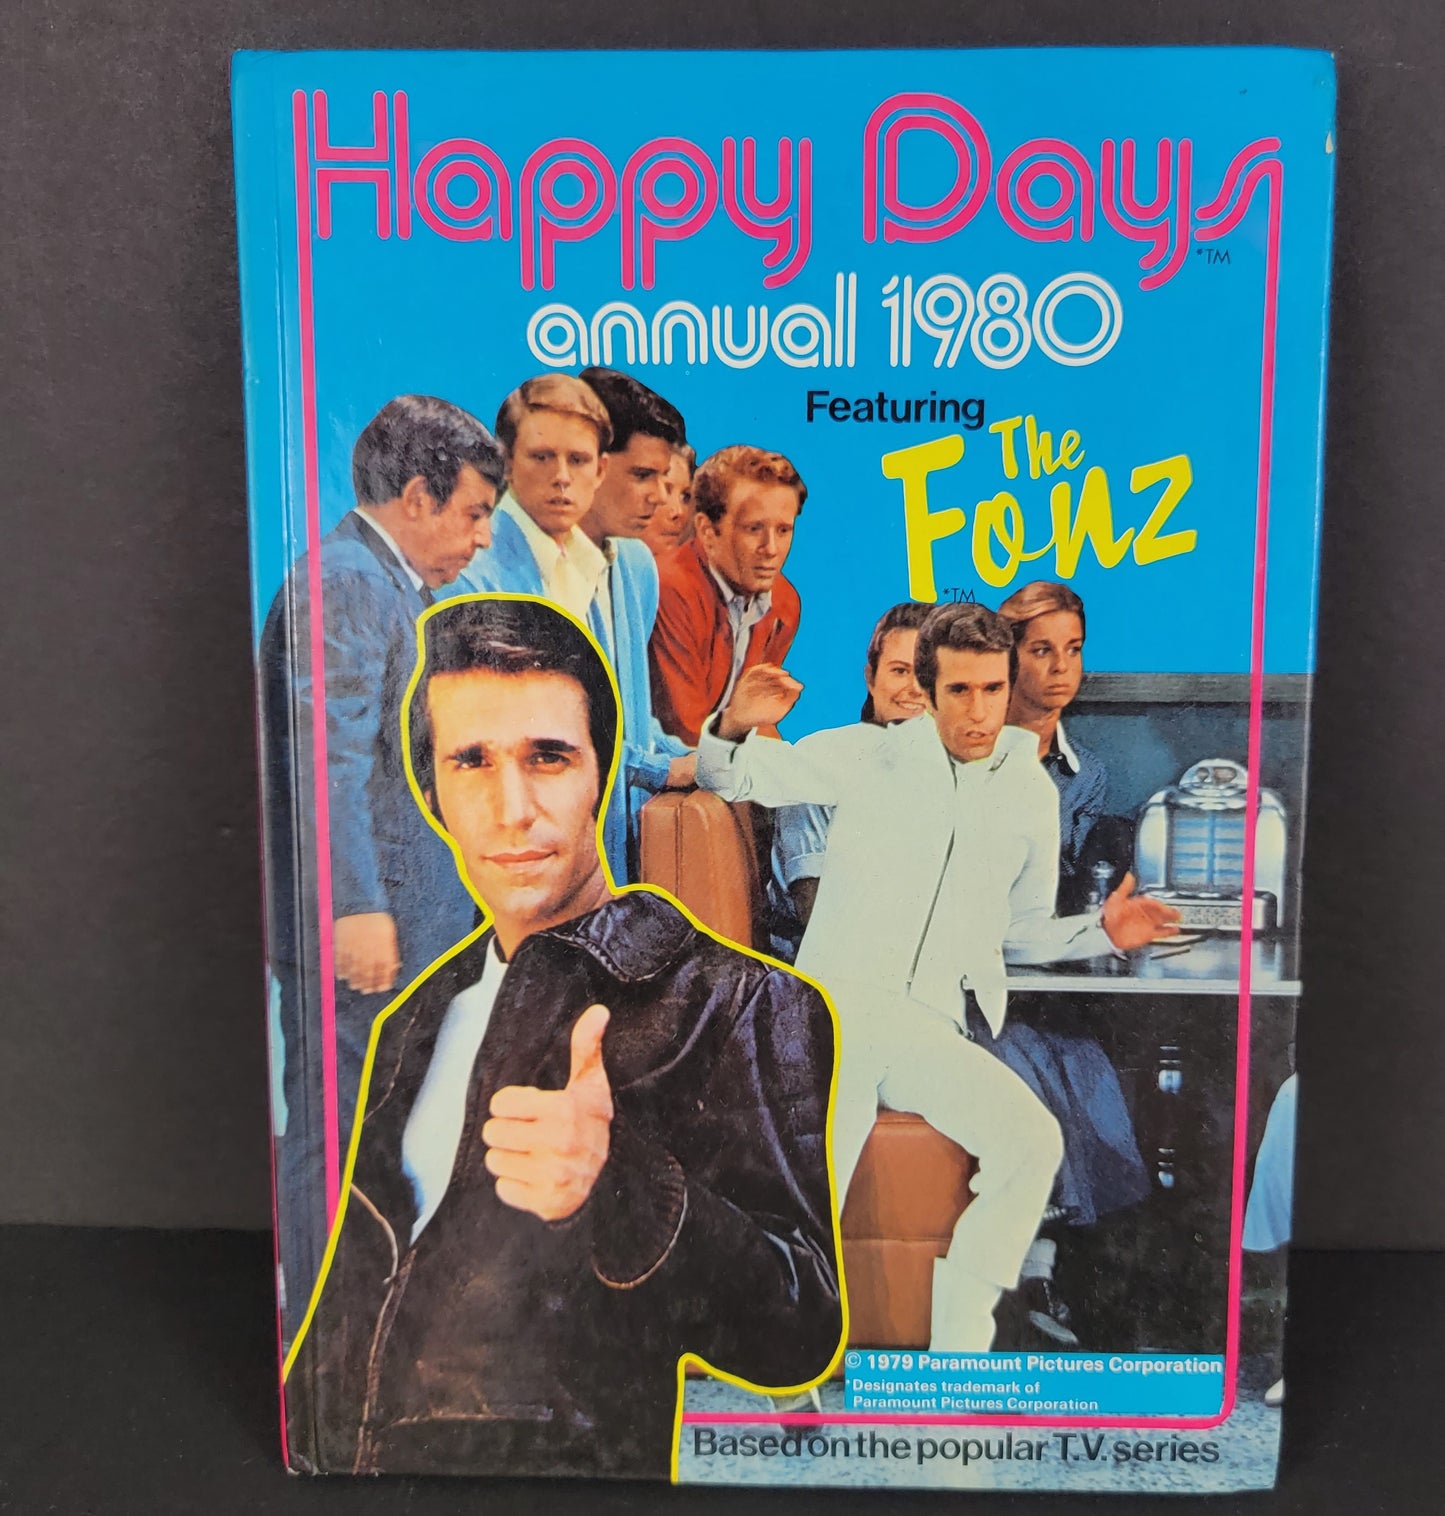 Happy Days
*TM
annual 1980
Featuring
The
Fonz
*TM
© 1979 Paramount Pictures Corporation
*Designates trademark of
Paramount Pictures Corporation
Based on the popular T.V. series